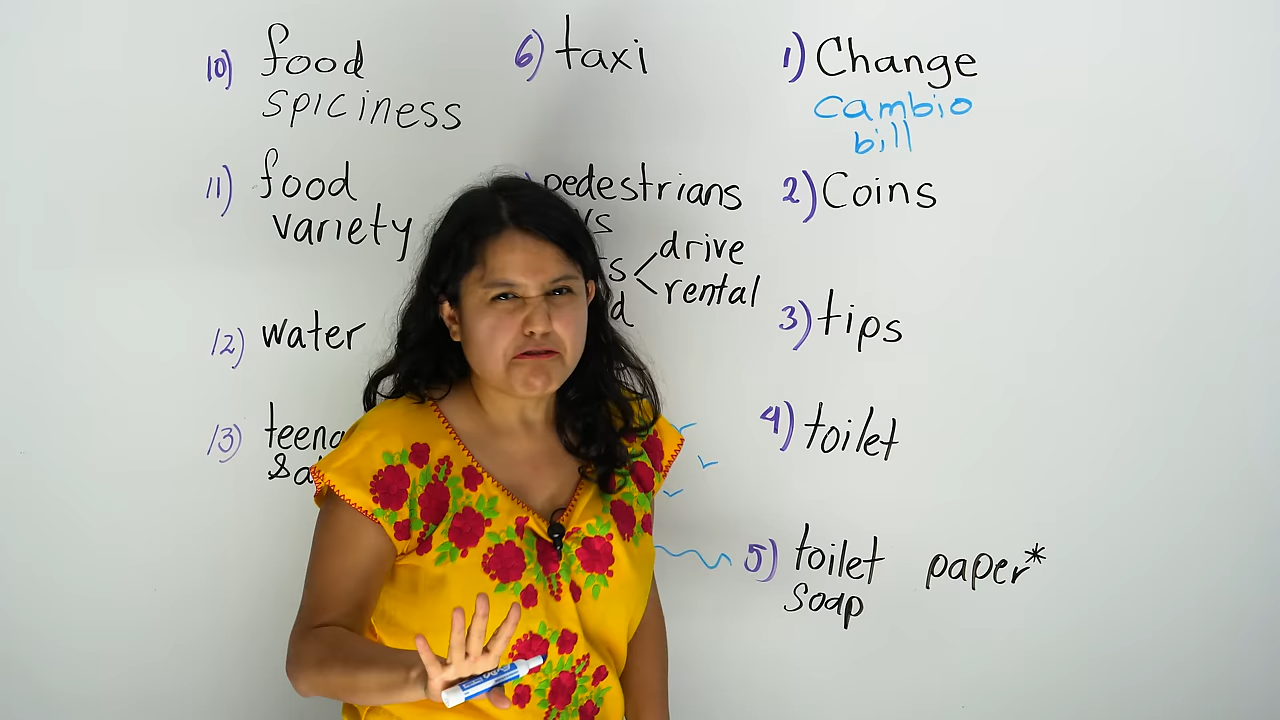 10) food
spiciness
11) food
variety
12) water
13)
6) taxi
pedestrians
drive
rental
1) Change
cambio
bill
2) Coins
3) tips
4) toilet
5) toilet paper*
soap